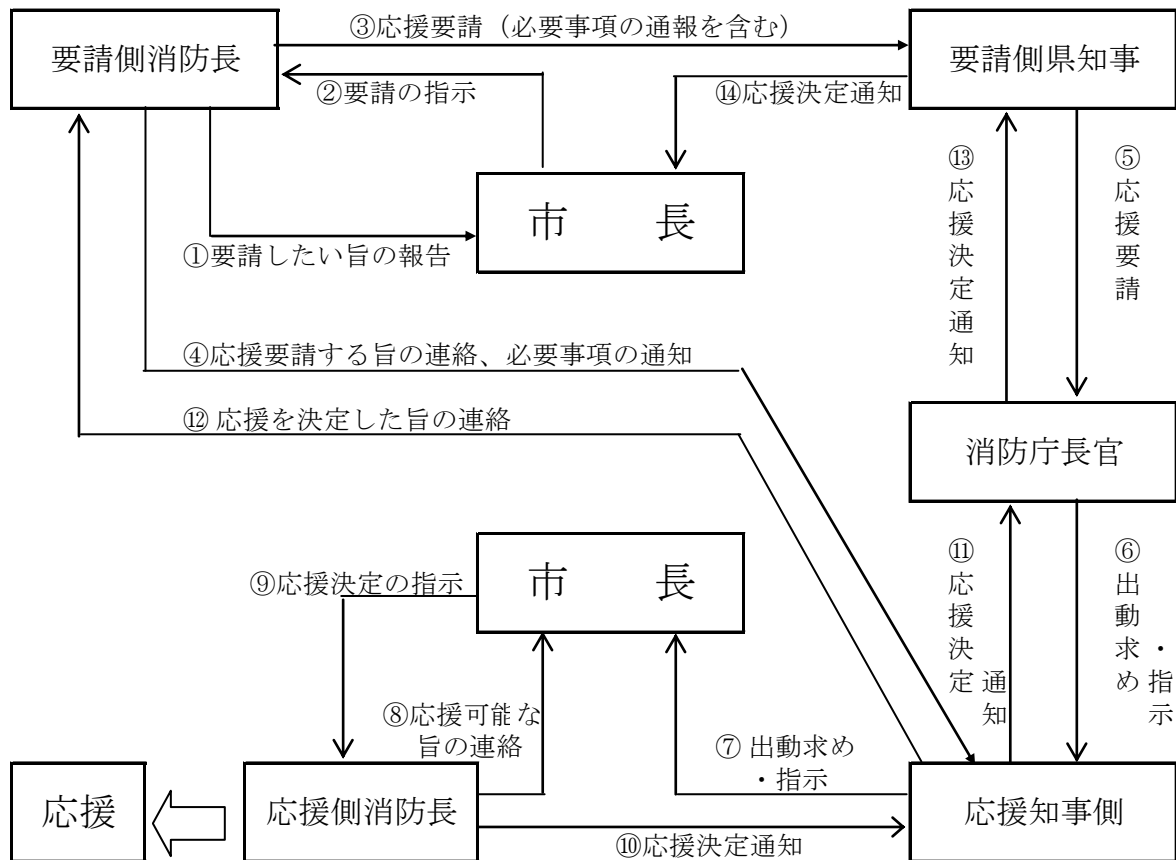 ③応援要請（必要事項の通報を含む）
要請側消防長
要請側県知事
②要請の指示
⑭応援決定通知
市　　長
①要請したい旨の報告
⑬応援決定通知
⑤応援要請
④応援要請する旨の連絡、必要事項の通知
⑫ 応援を決定した旨の連絡
消防庁長官
市　　長
⑨応援決定の指示
⑪応援決定
通知
⑥出動求め
・指示
⑧応援可能な
旨の連絡
⑦ 出動求め
・指示
応援
応援側消防長
応援知事側
⑩応援決定通知